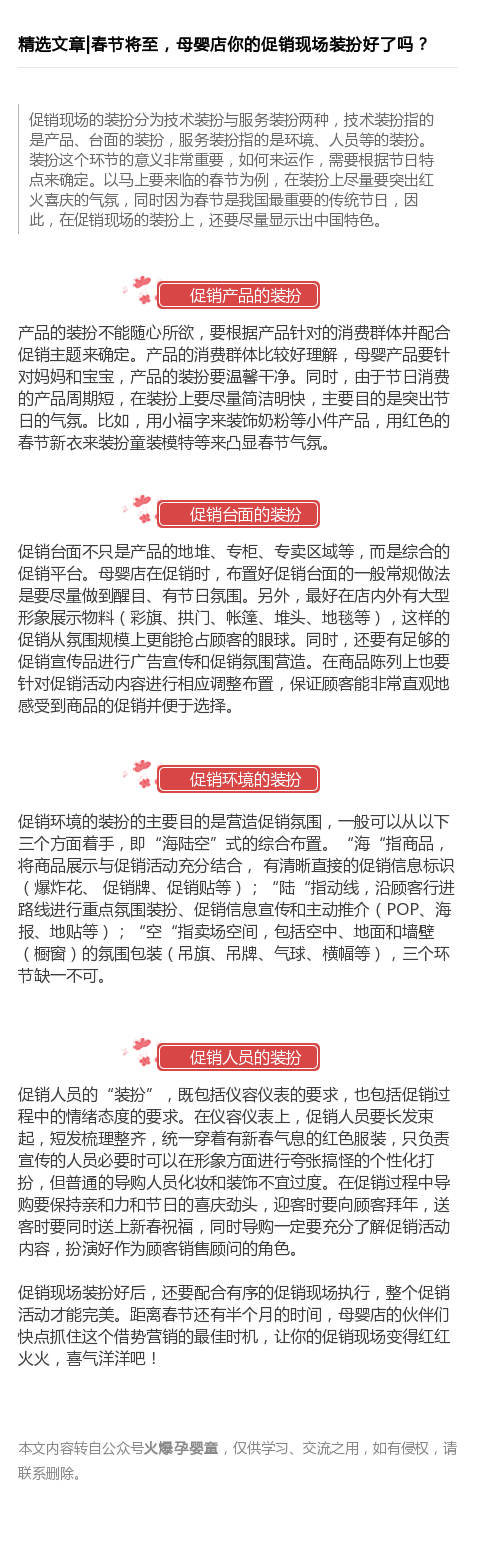 精选文章|春节将至，母婴店你的促销现场装扮好了吗？
促销现场的装扮分为技术装扮与服务装扮两种，技术装扮指的
是产品、台面的装扮，服务装扮指的是环境、人员等的装扮。
装扮这个环节的意义非常重要，如何来运作，需要根据节日特
点来确定。以马上要来临的春节为例，在装扮上尽量要突出红
火喜庆的气氛，同时因为春节是我国最重要的传统节日，因
此，在促销现场的装扮上，还要尽量显示出中国特色。
促销产品的装扮
产品的装扮不能随心所欲，要根据产品针对的消费群体并配合
促销主题来确定。产品的消费群体比较好理解，母婴产品要针
对妈妈和宝宝，产品的装扮要温馨干净。同时，由于节日消费
的产品周期短，在装扮上要尽量简洁明快，主要目的是突出节
日的气氛。比如，用小福字来装饰奶粉等小件产品，用红色的
春节新衣来装扮童装模特等来凸显春节气氛。
促销台面的装扮
促销台面不只是产品的地堆、专柜、专卖区域等，而是综合的
促销平台。母婴店在促销时，布置好促销台面的一般常规做法
是要尽量做到醒目、有节日氛围。另外，最好在店内外有大型
形象展示物料（彩旗、拱门、帐篷、堆头、地毯等），这样的
促销从氛围规模上更能抢占顾客的眼球。同时，还要有足够的
促销宣传品进行广告宣传和促销氛围营造。在商品陈列上也要
针对促销活动内容进行相应调整布置，保证顾客能非常直观地
感受到商品的促销并便于选择。
促销环境的装扮
促销环境的装扮的主要目的是营造促销氛围，一般可以从以下
三个方面着手，即“海陆空”式的综合布置。“海“指商品，
将商品展示与促销活动充分结合， 有清晰直接的促销信息标识
（爆炸花、 促销牌、促销贴等）；“陆“指动线，沿顾客行进
路线进行重点氛围装扮、促销信息宣传和主动推介（POP、海
报、地贴等）；“空“指卖场空间，包括空中、地面和墙壁
（橱窗）的氛围包装（吊旗、吊牌、气球、横幅等），三个环
节缺一不可。
促销人员的装扮
促销人员的“装扮”，既包括仪容仪表的要求，也包括促销过
程中的情绪态度的要求。在仪容仪表上，促销人员要长发束
起，短发梳理整齐，统一穿着有新春气息的红色服装，只负责
宣传的人员必要时可以在形象方面进行夸张搞怪的个性化打
扮，但普通的导购人员化妆和装饰不宜过度。在促销过程中导
购要保持亲和力和节日的喜庆劲头，迎客时要向顾客拜年，送
客时要同时送上新春祝福，同时导购一定要充分了解促销活动
内容，扮演好作为顾客销售顾问的角色。
促销现场装扮好后，还要配合有序的促销现场执行，整个促销
活动才能完美。距离春节还有半个月的时间，母婴店的伙伴们
快点抓住这个借势营销的最佳时机，让你的促销现场变得红红
火火，喜气洋洋吧！
本文内容转自公众号火爆孕婴童，仅供学习、交流之用，如有侵权，请
联系删除。